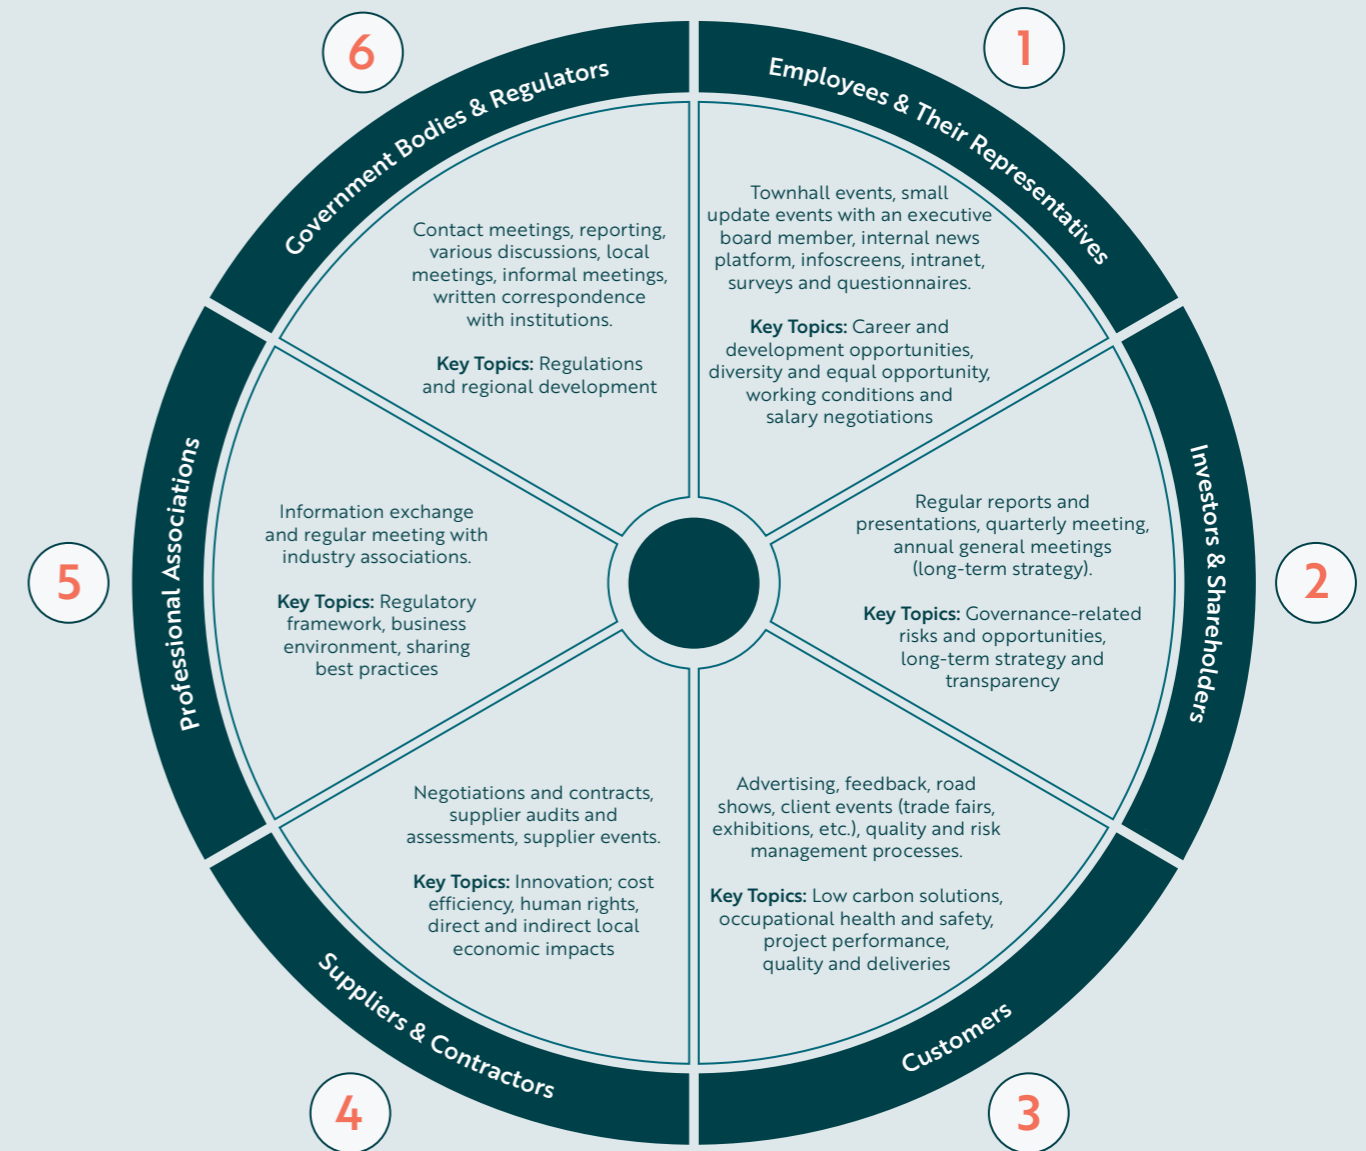 1
Employees & Their Representatives
Townhall events, small
update events with an executive
board member, internal news
platform, infoscreens, intranet,
surveys and questionnaires.
Key Topics: Career and
development opportunities,
diversity and equal opportunity,
working conditions and
salary negotiations
2
Investors & Shareholders
Regular reports and
presentations, quarterly meeting,
annual general meetings
(long-term strategy).
Key Topics: Governance-related
risks and opportunities,
long-term strategy and
transparency
3
Customers
Advertising, feedback, road
shows, client events (trade fairs,
exhibitions, etc.), quality and risk
management processes.
Key Topics: Low carbon solutions,
occupational health and safety,
project performance,
quality and deliveries
4
Suppliers & Contractors
Negotiations and contracts,
supplier audits and
assessments, supplier events.
Key Topics: Innovation; cost
efficiency, human rights,
direct and indirect local
economic impacts
5
Professional Associations
Information exchange
and regular meeting with
industry associations.
Key Topics: Regulatory
framework, business
environment, sharing
best practices
6
Government Bodies & Regulators
Contact meetings, reporting,
various discussions, local
meetings, informal meetings,
written correspondence
with institutions.
Key Topics: Regulations
and regional development